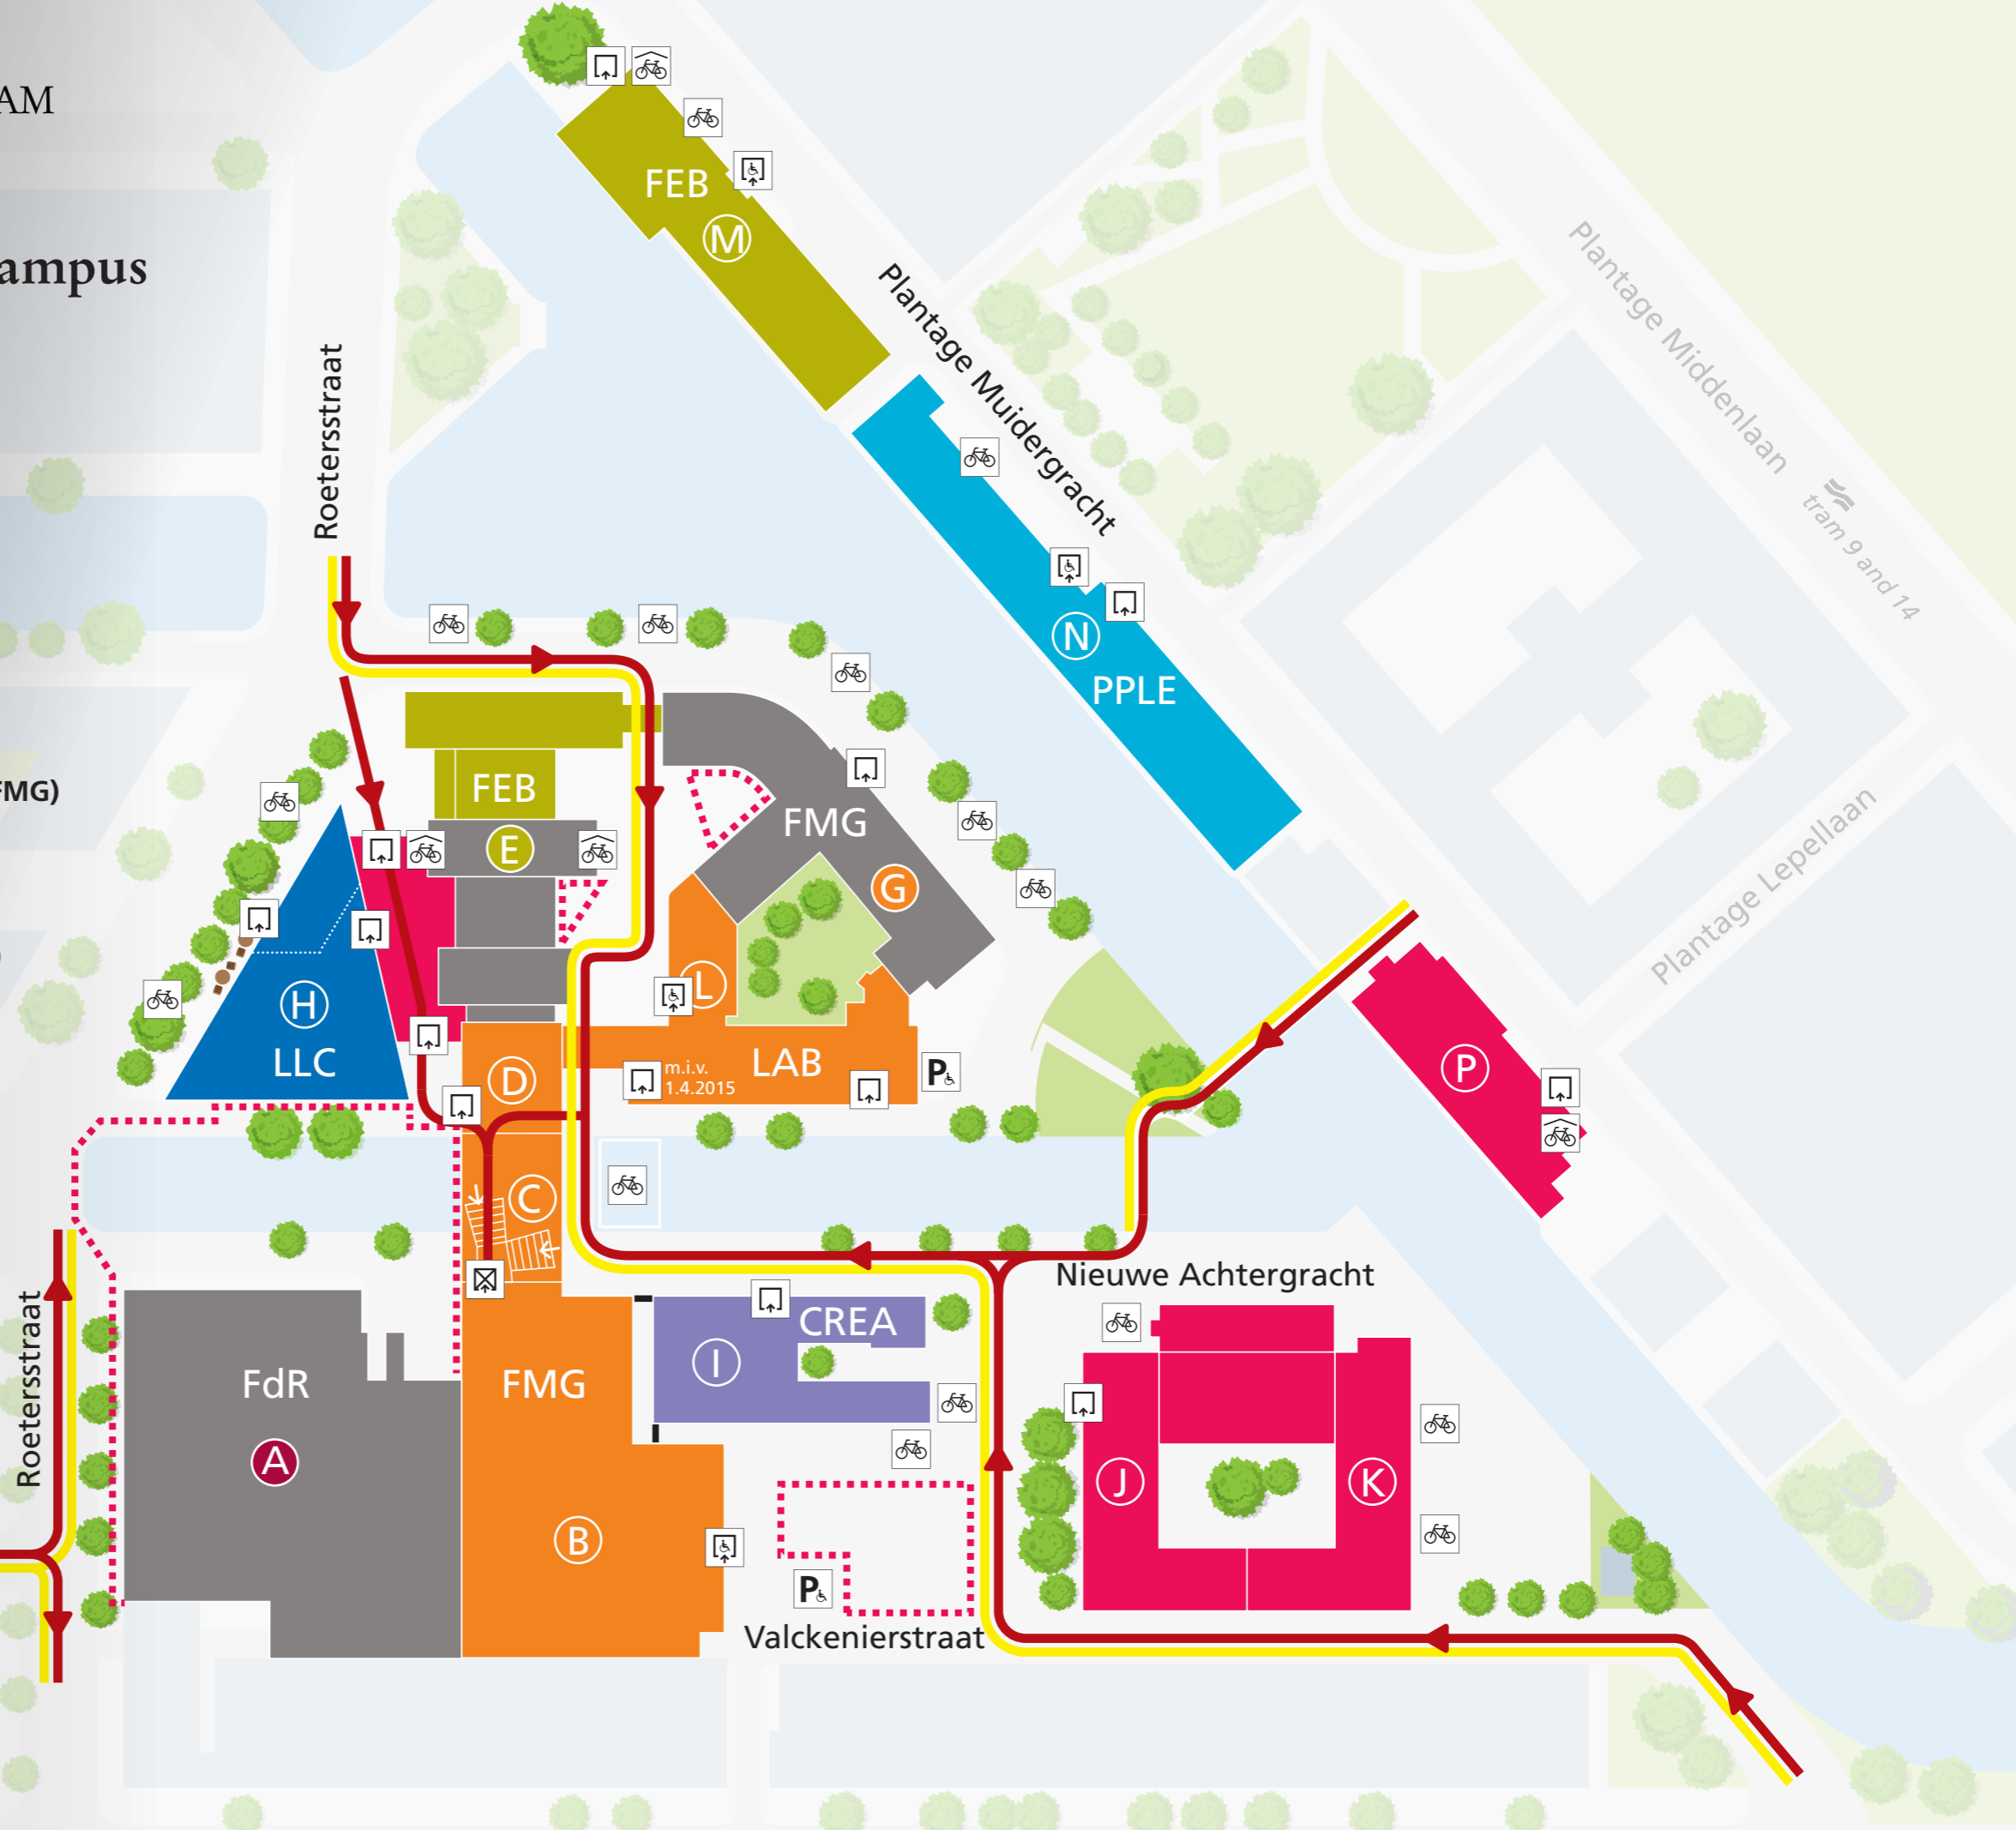 AM
ampus
FMG)
Roetersstraat
FEB
M
Plantage Muidergracht
Plantage Middenlaan
tram 9 and 14
N
PPLE
Plantage Lepellaan
FEB
E
FMG
G
H
LLC
L
D
m.i.v.
1.4.2015
LAB
P
P
C
Nieuwe Achtergracht
CREA
I
Roetersstraat
FdR
A
FMG
B
J
K
P
Valckenierstraat